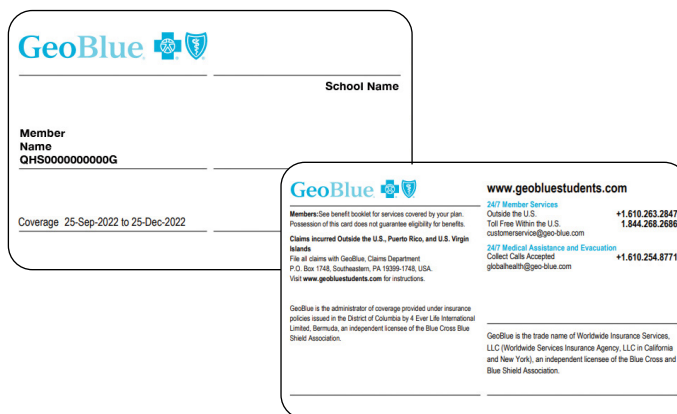 GeoBlue
School Name
Member
Name
QHS0000000000G
Coverage 25-Sep-2022 to 25-Dec-2022
GeoBlue
Members:See benefit booklet for services covered by your plan.
Possession of this card does not guarantee eligibility for benefits.
Claims incurred Outside the U.S., Puerto Rico, and U.S. Virgin
Islands
File all claims with GeoBlue, Claims Department
P.O. Box 1748, Southeastern, PA 19399-1748, USA.
Visit www.geobluestudents.com for instructions.
GeoBlue is the administrator of coverage provided under insurance
policies issued in the District of Columbia by 4 Ever Life International
Limited, Bermuda, an independent licensee of the Blue Cross Blue
Shield Association.
www.geobluestudents.com
24/7 Member Services
Outside the U.S. +1.610.263.2847
Toll Free Within the U.S. 1.844.268.2686
customerservice@geo-blue.com
24/7 Medical Assistance and Evacuation
Collect Calls Accepted +1.610.254.8771
globalhealth@geo-blue.com
GeoBlue is the trade name of Worldwide Insurance Services,
LLC (Worldwide Services Insurance Agency, LLC in California
and New York), an independent licensee of the Blue Cross and
Blue Shield Association.